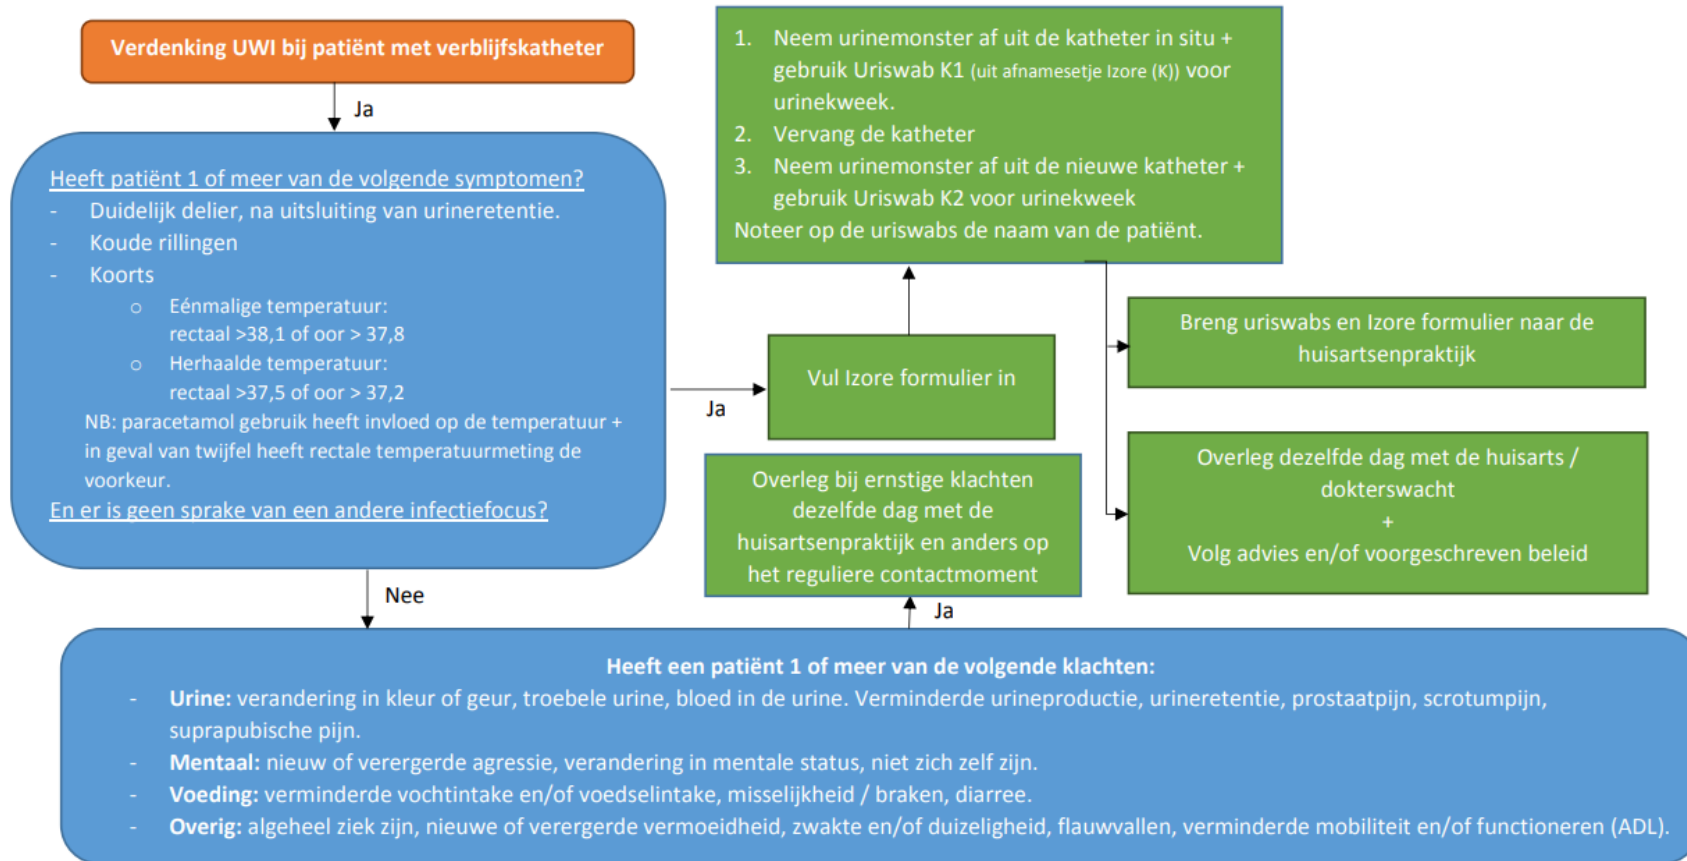 Verdenking UWI bij patiënt met verblijfskatheter
Ja
Heeft patiënt 1 of meer van de volgende symptomen?
- Duidelijk delier, na uitsluiting van urineretentie.
- Koude rillingen
- Koorts
o Eénmalige temperatuur:
rectaal >38,1 of oor > 37,8
o Herhaalde temperatuur:
rectaal >37,5 of oor > 37,2
NB: paracetamol gebruik heeft invloed op de temperatuur +
in geval van twijfel heeft rectale temperatuurmeting de
voorkeur.
En er is geen sprake van een andere infectiefocus?
Ja
Vul Izore formulier in
1. Neem urinemonster af uit de katheter in situ +
gebruik Uriswab K1 (uit afnamesetje Izore (K)) voor
urinekweek.
2. Vervang de katheter
3. Neem urinemonster af uit de nieuwe katheter +
gebruik Uriswab K2 voor urinekweek
Noteer op de uriswabs de naam van de patiënt.
Breng uriswabs en Izore formulier naar de
huisartsenpraktijk
Overleg dezelfde dag met de huisarts /
dokterswacht
+
Volg advies en/of voorgeschreven beleid
Nee
Heeft een patiënt 1 of meer van de volgende klachten:
- Urine: verandering in kleur of geur, troebele urine, bloed in de urine. Verminderde urineproductie, urineretentie, prostaatpijn, scrotumpijn,
suprapubische pijn.
- Mentaal: nieuw of verergerde agressie, verandering in mentale status, niet zich zelf zijn.
- Voeding: verminderde vochtintake en/of voedselintake, misselijkheid / braken, diarree.
- Overig: algeheel ziek zijn, nieuwe of verergerde vermoeidheid, zwakte en/of duizeligheid, flauwvallen, verminderde mobiliteit en/of functioneren (ADL).
Ja
Overleg bij ernstige klachten
dezelfde dag met de
huisartsenpraktijk en anders op
het reguliere contactmoment